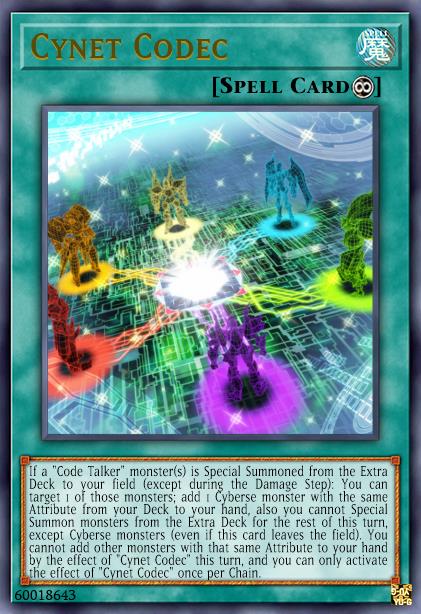 CYNET CODEC
SPELL
魔
[SPELL CARD]
If a "Code Talker" monster(s) is Special Summoned from the Extra
Deck to your field (except during the Damage Step): You can
target 1 of those monsters; add 1 Cyberse monster with the same
Attribute from your Deck to your hand, also you cannot Special
Summon monsters from the Extra Deck for the rest of this turn,
except Cyberse monsters (even if this card leaves the field). You
cannot add other monsters with that same Attribute to your hand
by the effect of "Cynet Codec" this turn, and you can only activate
the effect of "Cynet Codec" once per Chain.
60018643